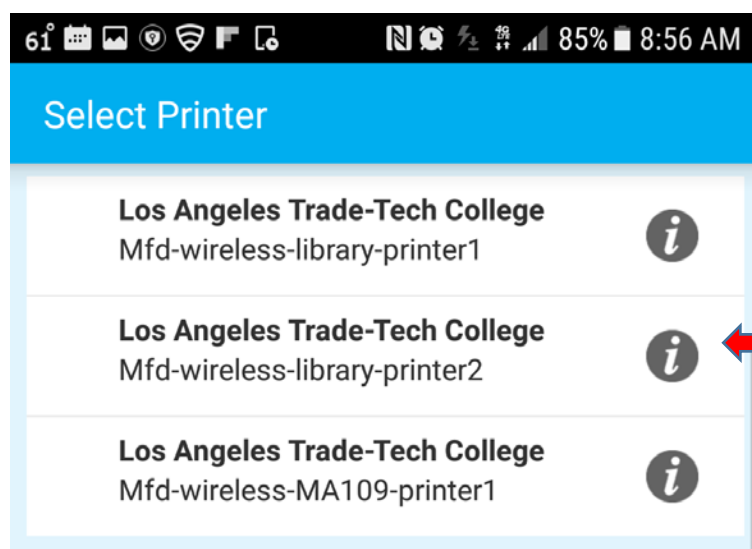 61° 85% 8:56 AM
Select Printer
Los Angeles Trade-Tech College
Mfd-wireless-library-printer1
Los Angeles Trade-Tech College
Mfd-wireless-library-printer2
Los Angeles Trade-Tech College
Mfd-wireless-MA109-printer1